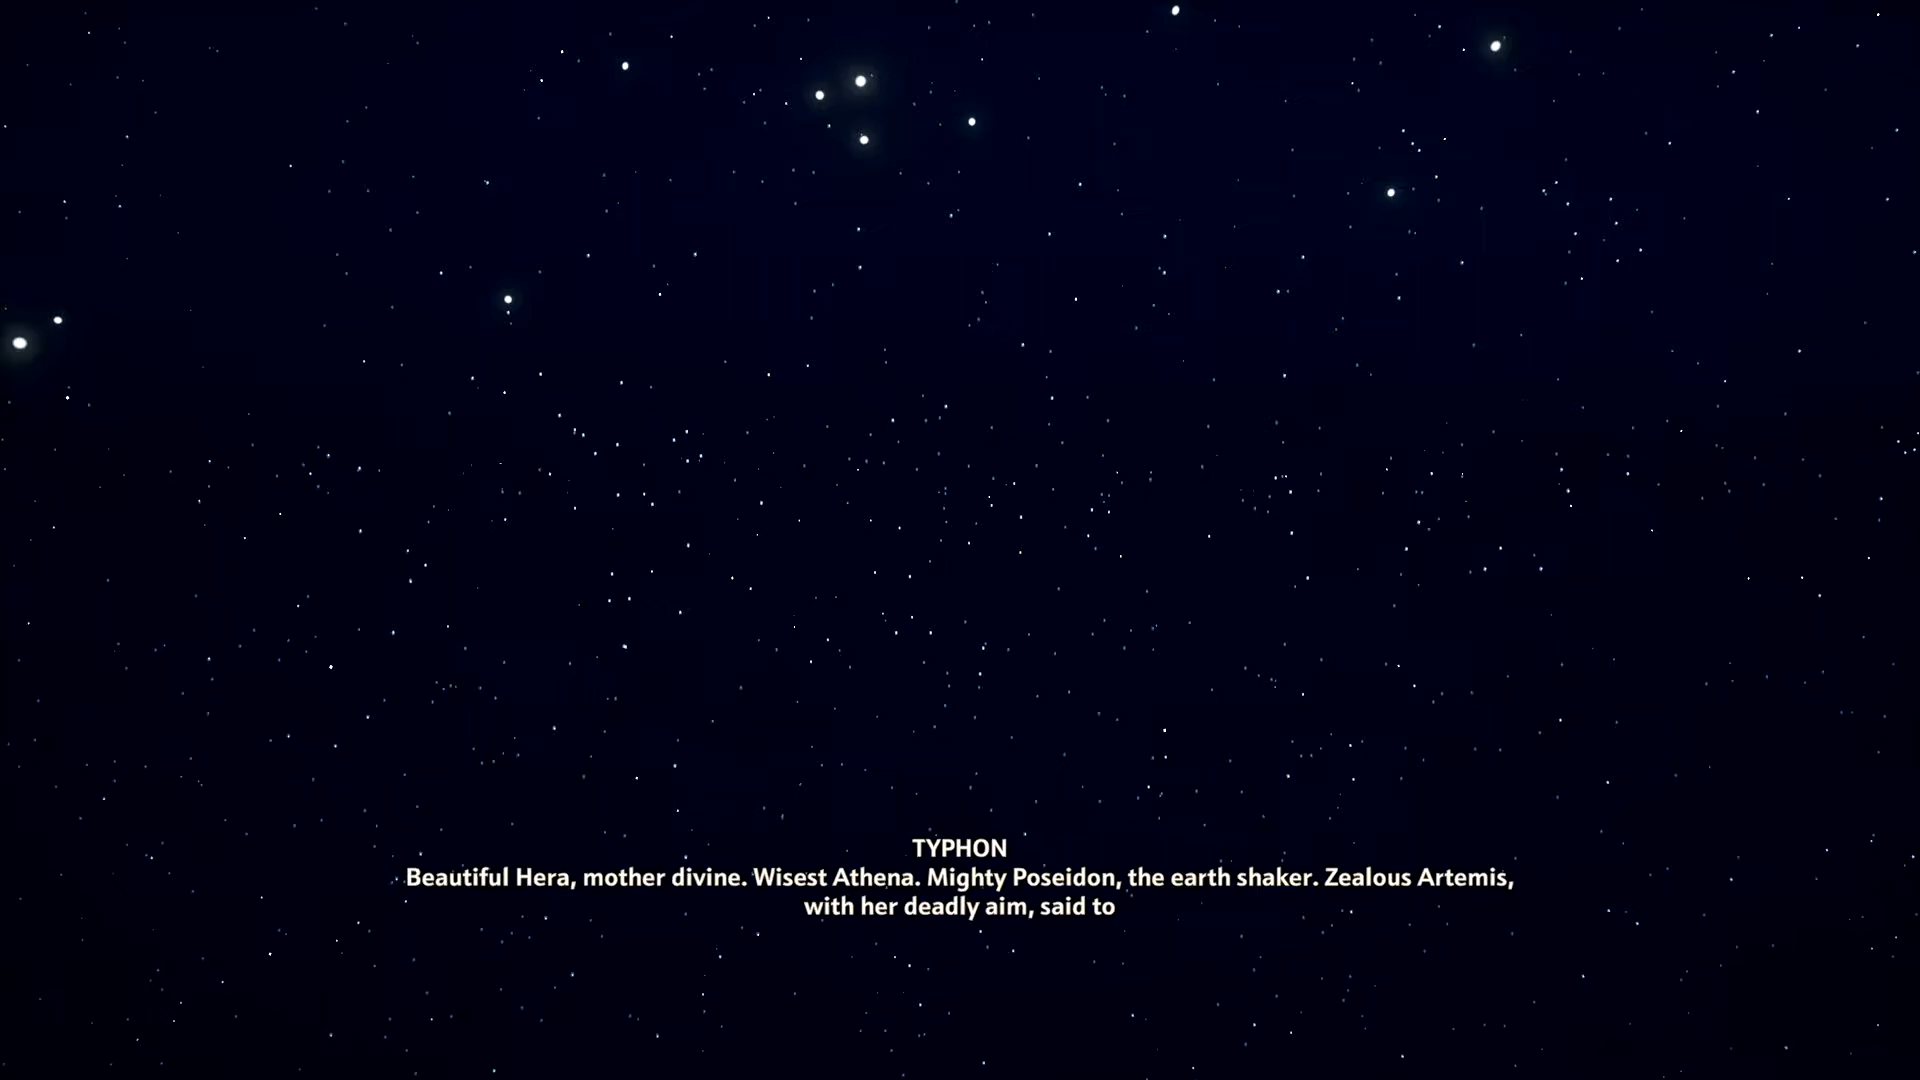 TYPHON
Beautiful Hera, mother divine. Wisest Athena. Mighty Poseidon, the earth shaker. Zealous Artemis,
with her deadly aim, said to